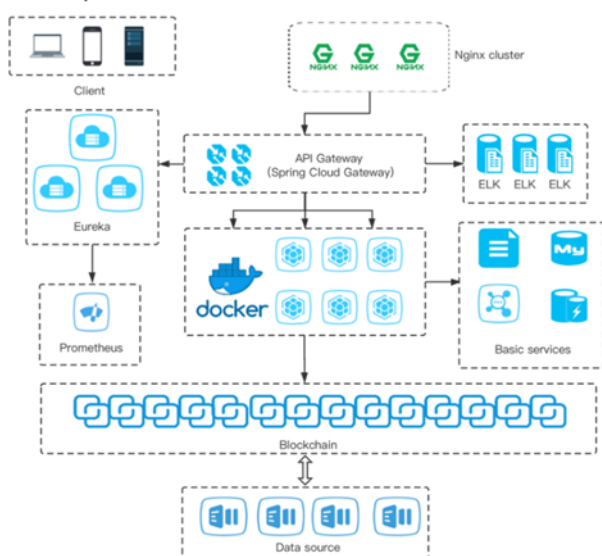 Client
NGINX
NGINX
NGINX
Nginx cluster
API Gateway
(Spring Cloud Gateway)
Eureka
ELK
ELK
ELK
docker
My
Prometheus
Basic services
Blockchain
Data source